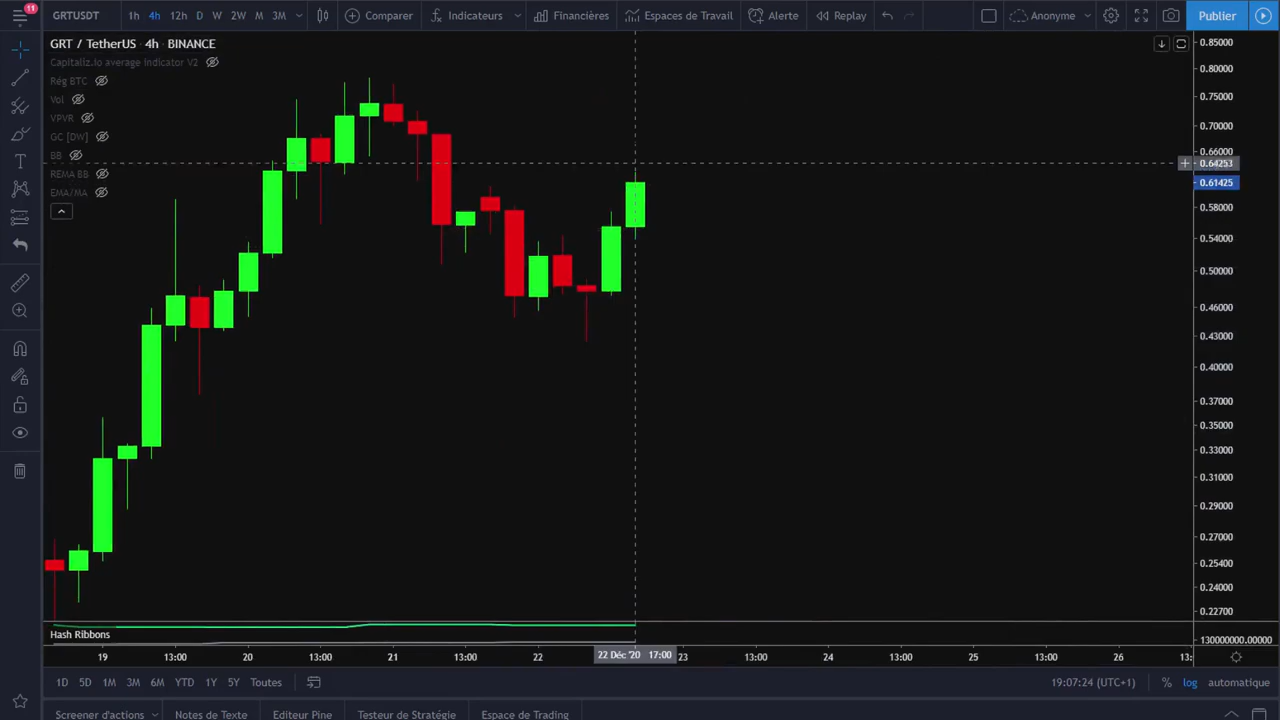 11
GRTUSDT 1h 4h 12h D W 2W M 3M Comparer Indicateurs Financières Espaces de Travail Alerte Replay Anonyme Publier
GRT / TetherUS 4h BINANCE
Capitaliz.io average Indicator V2
Rég BTC
Vol
VPVR
GC [DW]
BB
REMA BB
EMA/MA
0.85000
0.80000
0.75000
0.70000
0.66000
0.64253
0.61425
0.58000
0.54000
0.50000
0.46000
0.43000
0.40000
0.37000
0.35000
0.33000
0.31000
0.29000
0.27000
0.25400
0.24000
0.22700
Hash Ribbons
130000000.00000
19 13:00 20 13:00 21 13:00 22 22 Déc '20 17:00 23 13:00 24 13:00 25 13:00 26 13:
1D 5D 1M 3M 6M YTD 1Y 5Y Toutes 19:07:24 (UTC+1) % log automatique
Screener d'actions Notes de Texte Editeur Pine Testeur de Stratégie Espace de Trading